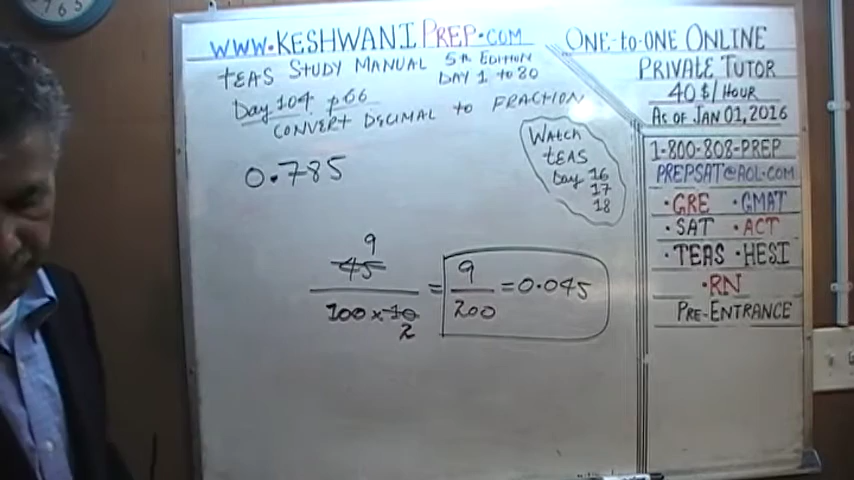 WWW.KESHWANI PREP.COM
TEAS STUDY MANUAL 5TH EDITION
DAY 1 TO 80
Day 104 p66
CONVERT DECIMAL to FRACTION
WATCH
TEAS
Day 16
17
18
0.785
9
45
100 x 10
2
= 9/200 = 0.045
ONE-TO-ONE ONLINE
PRIVATE TUTOR
40 $/HOUR
AS OF JAN 01, 2016
1-800-808-PREP
PREPSAT@AOL.COM
•GRE •GMAT
•SAT •ACT
•TEAS •HESI
•RN
PRE-ENTRANCE